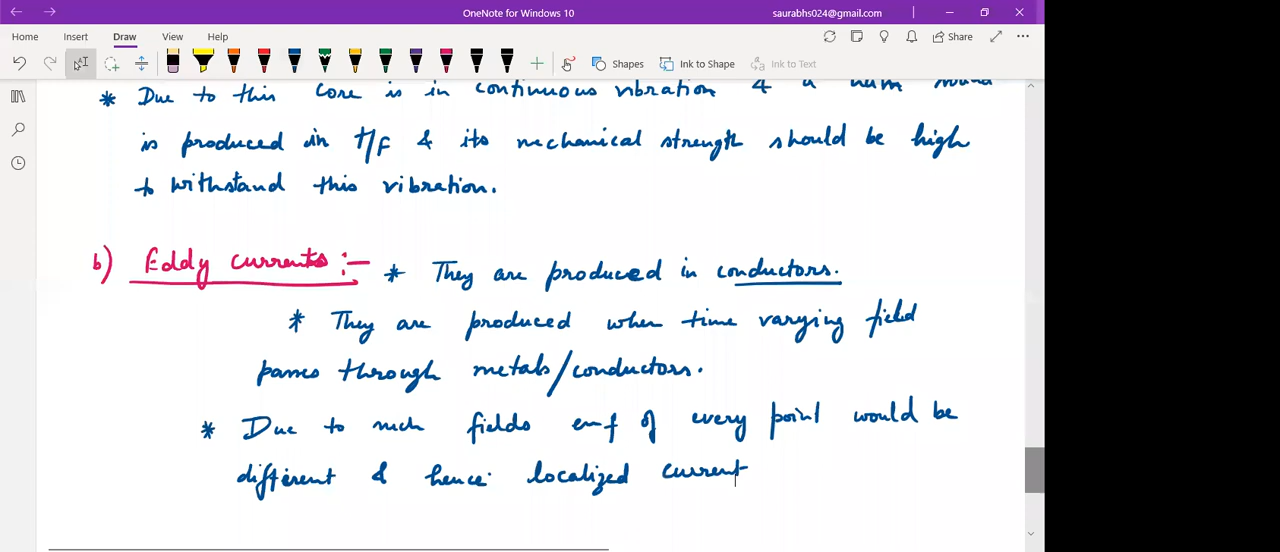 OneNote for Windows 10
saurabhs024@gmail.com
Home Insert Draw View Help
Share
Shapes
Ink to Shape
Ink to Text
* Due to this core is in continuous vibration & a hum sound
is produced in T/F & its mechanical strength should be high
to withstand this vibration.
b) Eddy currents :- * They are produced in conductors.
* They are produced when time varying field
passes through metals/conductors.
* Due to such fields emf of every point would be
different & hence localized current